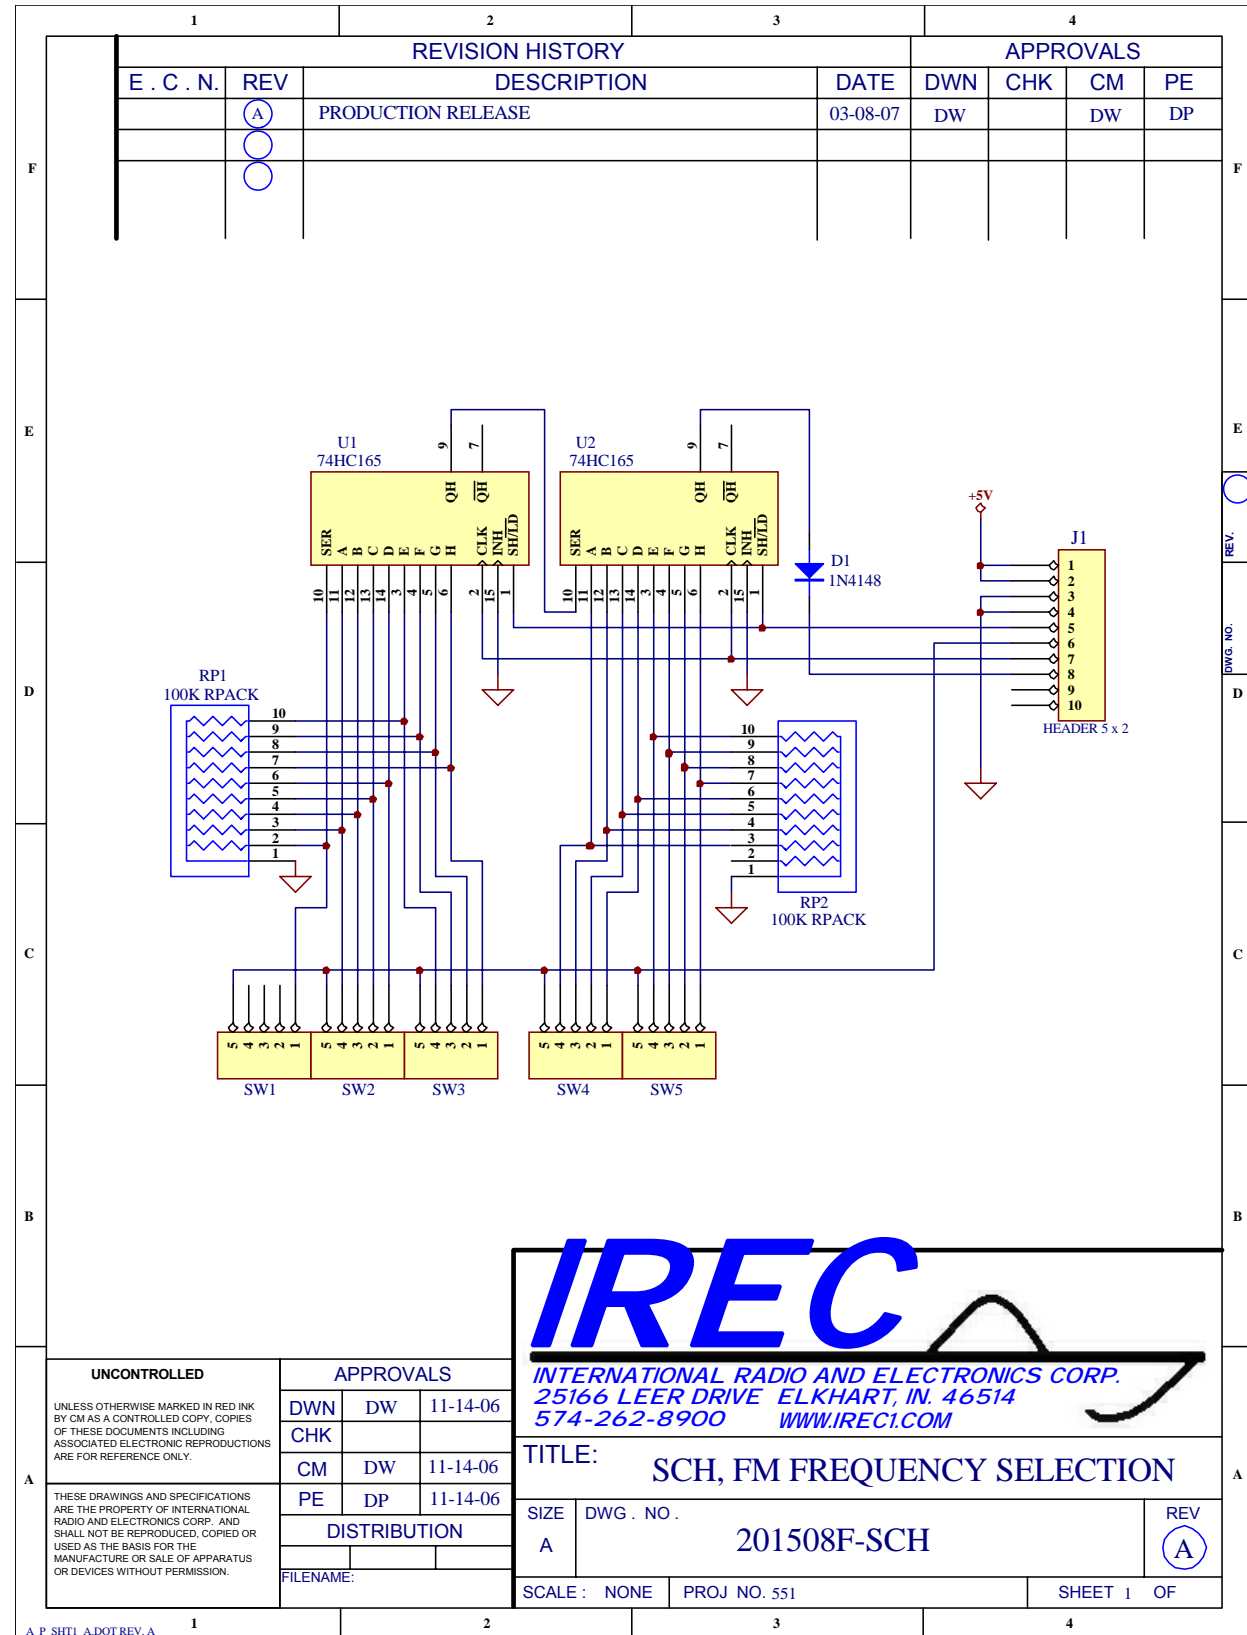 1 2 3 4
REVISION HISTORY APPROVALS
E . C . N. REV DESCRIPTION DATE DWN CHK CM PE
A PRODUCTION RELEASE 03-08-07 DW DW DP
F F
E E
U1
74HC165
U2
74HC165
9 7 9 7
QH QH QH QH
SER A B C D E F G H CLK INH SH/LD
SER A B C D E F G H CLK INH SH/LD
10 11 12 13 14 3 4 5 6 2 15 1
10 11 12 13 14 3 4 5 6 2 15 1
D1
1N4148
+5V
J1
1
2
3
4
5
6
7
8
9
10
HEADER 5 x 2
REV.
DWG. NO.
D D
RP1
100K RPACK
10
9
8
7
6
5
4
3
2
1
10
9
8
7
6
5
4
3
2
1
RP2
100K RPACK
C C
5 4 3 2 1 5 4 3 2 1 5 4 3 2 1 5 4 3 2 1 5 4 3 2 1
SW1 SW2 SW3 SW4 SW5
B B
IREC
INTERNATIONAL RADIO AND ELECTRONICS CORP.
25166 LEER DRIVE ELKHART, IN. 46514
574-262-8900 WWW.IREC1.COM
UNCONTROLLED
UNLESS OTHERWISE MARKED IN RED INK
BY CM AS A CONTROLLED COPY, COPIES
OF THESE DOCUMENTS INCLUDING
ASSOCIATED ELECTRONIC REPRODUCTIONS
ARE FOR REFERENCE ONLY.
THESE DRAWINGS AND SPECIFICATIONS
ARE THE PROPERTY OF INTERNATIONAL
RADIO AND ELECTRONICS CORP. AND
SHALL NOT BE REPRODUCED, COPIED OR
USED AS THE BASIS FOR THE
MANUFACTURE OR SALE OF APPARATUS
OR DEVICES WITHOUT PERMISSION.
APPROVALS
DWN DW 11-14-06
CHK
CM DW 11-14-06
PE DP 11-14-06
DISTRIBUTION
FILENAME:
TITLE:
SCH, FM FREQUENCY SELECTION
A A
SIZE DWG . NO . REV
A 201508F-SCH A
SCALE : NONE PROJ NO. 551 SHEET 1 OF
1 2 3 4
A_P_SHT1_A.DOT REV. A